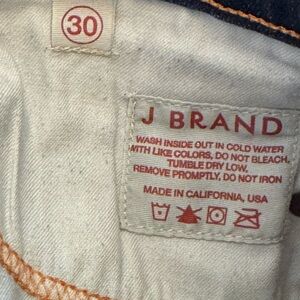 30
J BRAND
WASH INSIDE OUT IN COLD WATER
WITH LIKE COLORS, DO NOT BLEACH,
TUMBLE DRY LOW,
REMOVE PROMPTLY, DO NOT IRON
MADE IN CALIFORNIA, USA